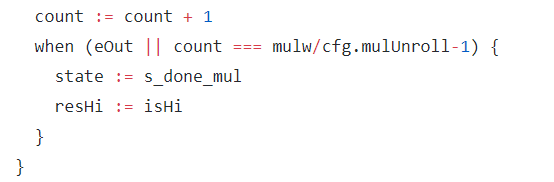 count := count + 1
when (eOut || count === mulw/cfg.mulUnroll-1) {
state := s_done_mul
resHi := isHi
}
}